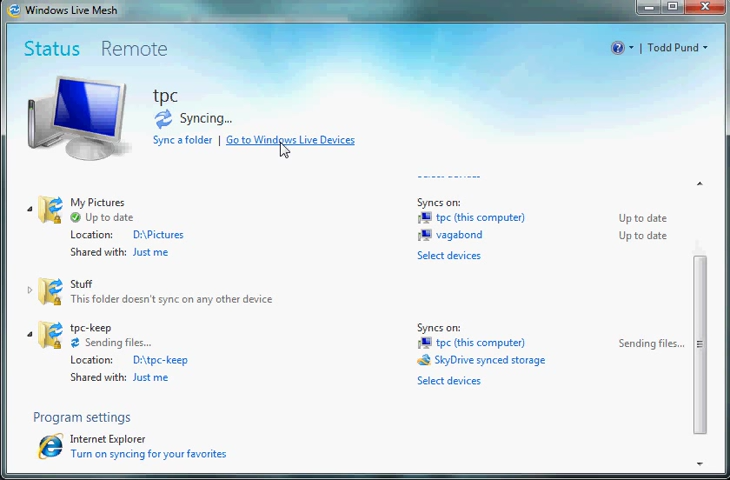 Windows Live Mesh
Status Remote
Todd Pund
tpc
Syncing...
Sync a folder | Go to Windows Live Devices
My Pictures
Up to date
Location: D:\Pictures
Shared with: Just me
Syncs on:
tpc (this computer) Up to date
vagabond Up to date
Select devices
Stuff
This folder doesn't sync on any other device
tpc-keep
Sending files...
Location: D:\tpc-keep
Shared with: Just me
Syncs on:
tpc (this computer) Sending files...
SkyDrive synced storage
Select devices
Program settings
Internet Explorer
Turn on syncing for your favorites